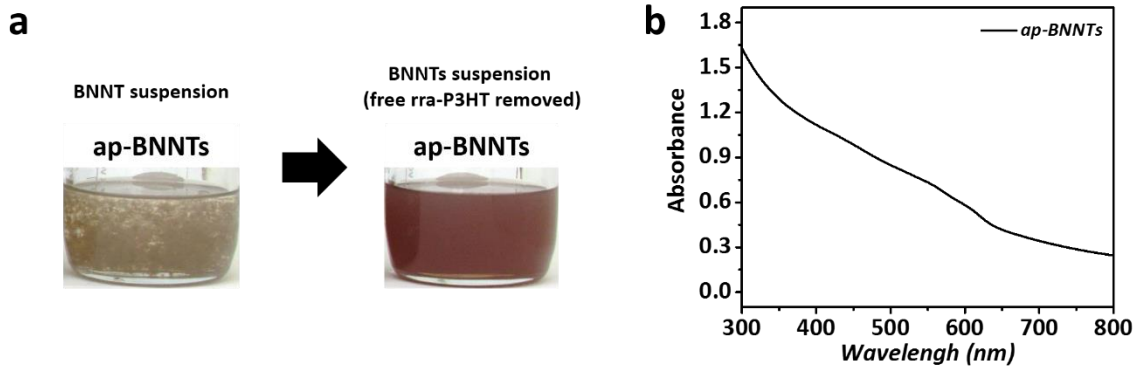 a
BNNT suspension
ap-BNNTs
BNNTs suspension
(free rra-P3HT removed)
ap-BNNTs
b
ap-BNNTs
Absorbance
1.8
1.5
1.2
0.9
0.6
0.3
0.0
300
400
500
600
700
800
Wavelengh (nm)